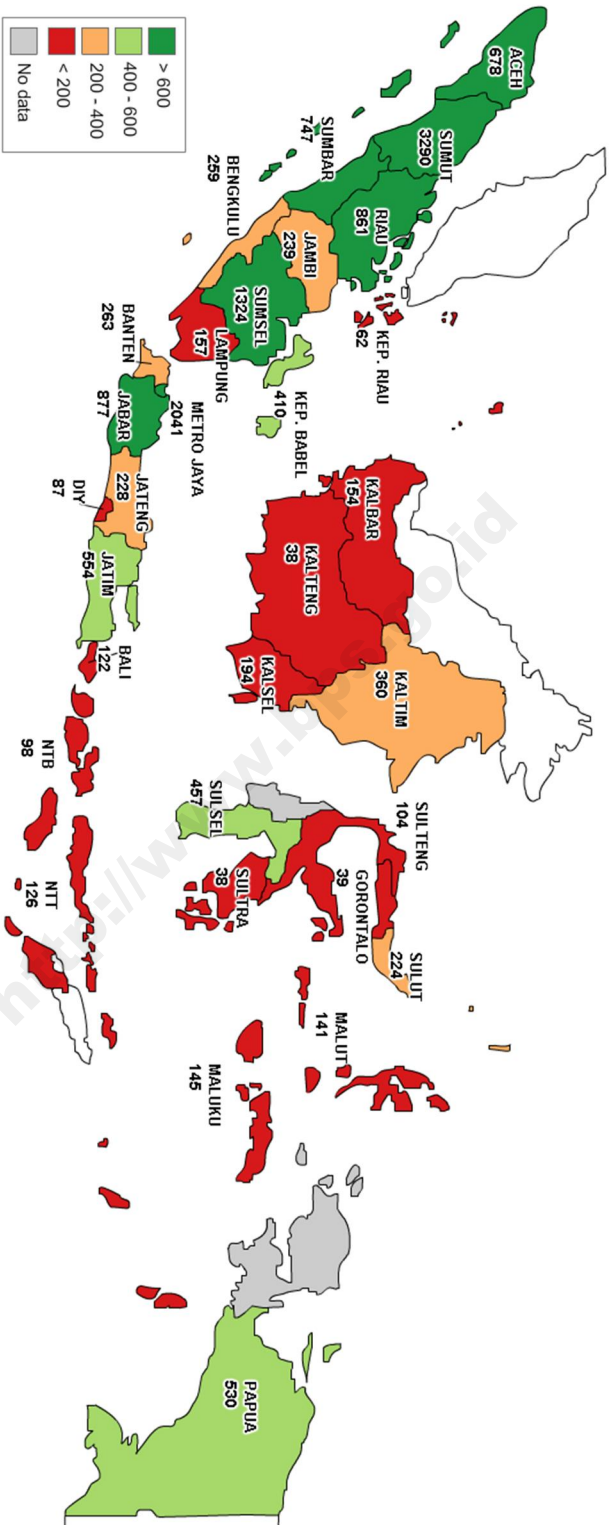 ACEH
678
SUMUT
3290
SUMBAR
747
RIAU
861
KEP. RIAU
62
JAMBI
239
BENGKULU
259
SUMSEL
1324
LAMPUNG
157
KEP. BABEL
410
BANTEN
263
METRO JAYA
2041
JABAR
877
JATENG
228
DIY
87
JATIM
554
BALI
122
NTB
98
NTT
126
KALBAR
154
KALTENG
38
KALSEL
194
KALTIM
360
SULTENG
104
GORONTALO
39
SULUT
224
SULSEL
457
SULTRA
38
MALUT
141
MALUKU
145
PAPUA
530
> 600
400 - 600
200 - 400
< 200
No data
http://www.bps.go.id